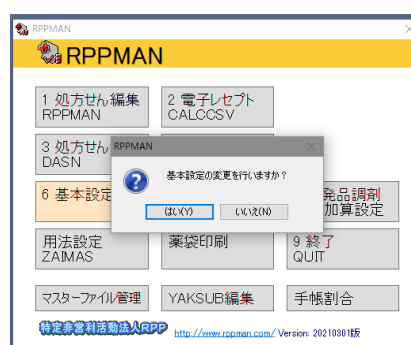 RPPMAN
RPPMAN
1 処方せん編集
RPPMAN
2 電子レセプト
CALCCSV
3 処方せん
DASN
RPPMAN
基本設定の変更を行いますか？
はい(Y)
いいえ(N)
6 基本設定
発品調剤
加算設定
用法設定
ZAIMAS
薬袋印刷
9 終了
QUIT
マスターファイル管理
YAKSUB編集
手帳割合
特定非営利活動法人RPP
http://www.rppman.com/ Version: 20210301版